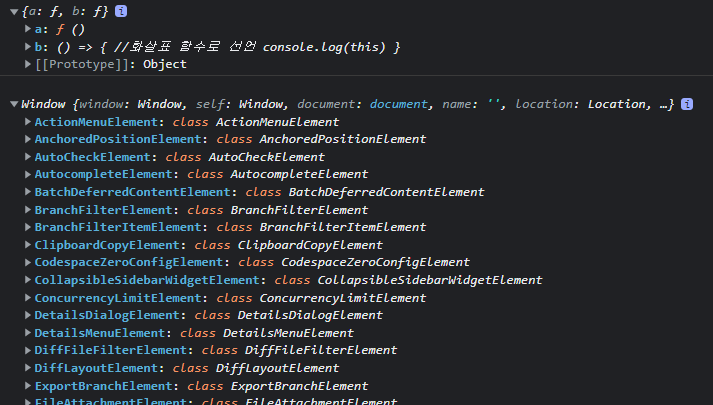 {a: ƒ, b: ƒ} i
a: ƒ ()
b: () => { //화살표 함수로 선언 console.log(this) }
[[Prototype]]: Object
Window {window: Window, self: Window, document: document, name: '', location: Location, …} i
ActionMenuElement: class ActionMenuElement
AnchoredPositionElement: class AnchoredPositionElement
AutoCheckElement: class AutoCheckElement
AutocompleteElement: class AutocompleteElement
BatchDeferredContentElement: class BatchDeferredContentElement
BranchFilterElement: class BranchFilterElement
BranchFilterItemElement: class BranchFilterItemElement
ClipboardCopyElement: class ClipboardCopyElement
CodespaceZeroConfigElement: class CodespaceZeroConfigElement
CollapsibleSidebarWidgetElement: class CollapsibleSidebarWidgetElement
ConcurrencyLimitElement: class ConcurrencyLimitElement
DetailsDialogElement: class DetailsDialogElement
DetailsMenuElement: class DetailsMenuElement
DiffFileFilterElement: class DiffFileFilterElement
DiffLayoutElement: class DiffLayoutElement
ExportBranchElement: class ExportBranchElement
FileAttachmentElement: class FileAttachmentElement